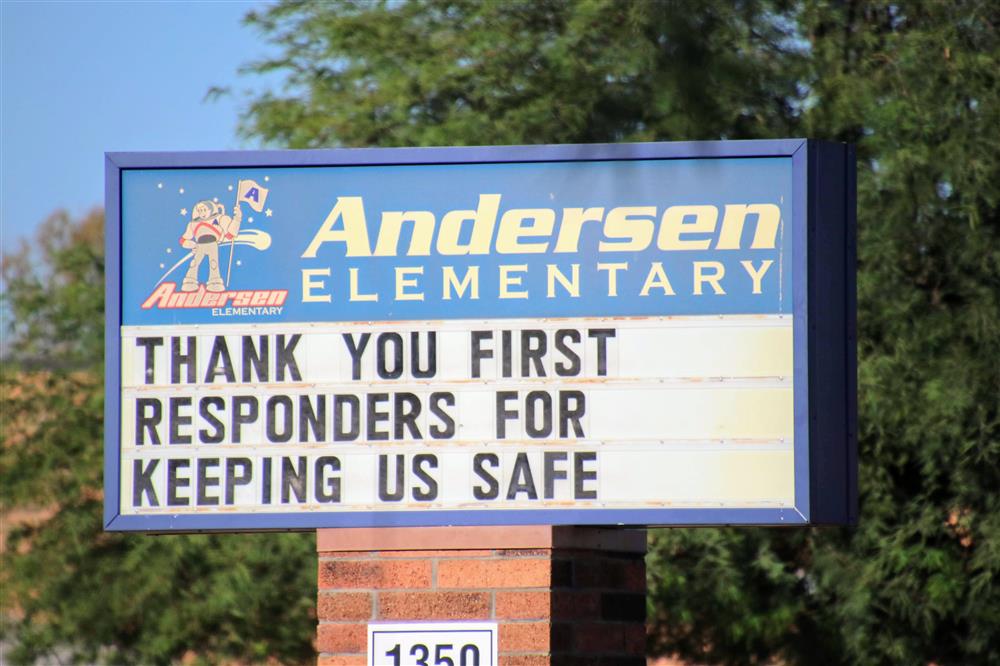 A
Andersen
ELEMENTARY
Andersen
ELEMENTARY
THANK YOU FIRST
RESPONDERS FOR
KEEPING US SAFE
1350